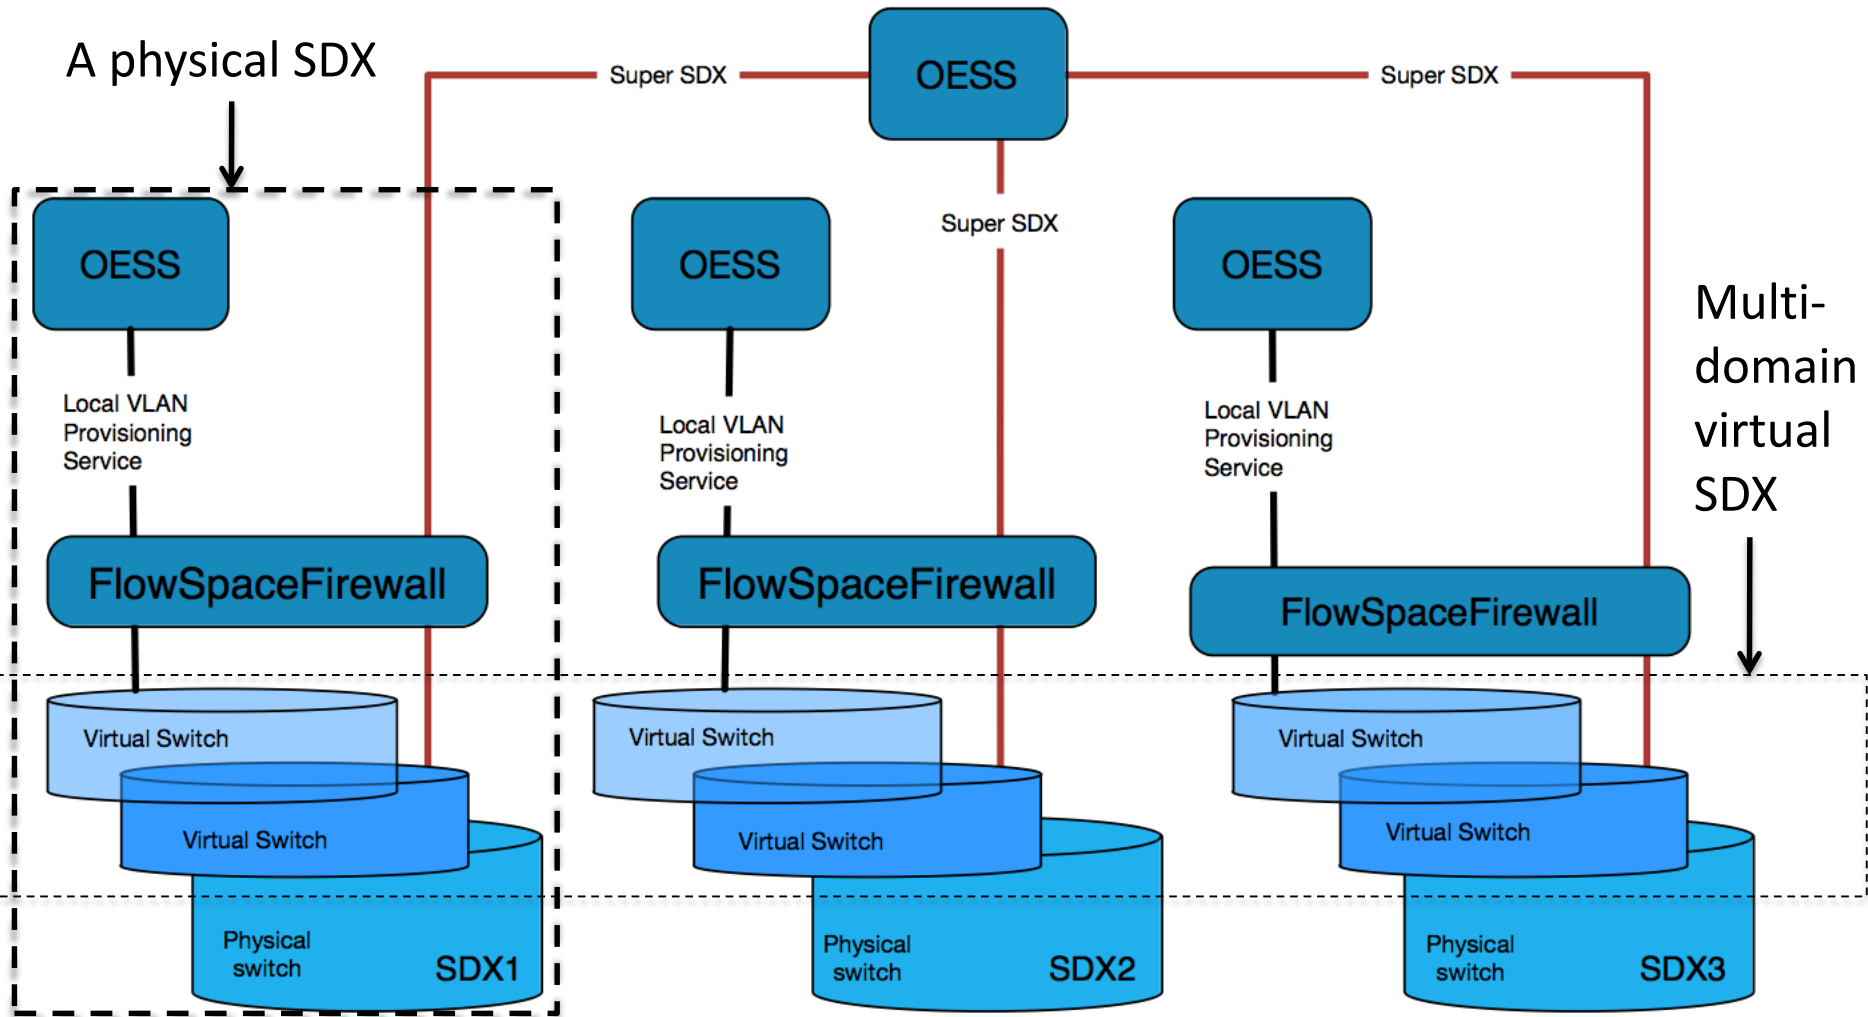 A physical SDX
Super SDX
OESS
Super SDX
Super SDX
OESS
OESS
OESS
Multi-
domain
virtual
SDX
Local VLAN
Provisioning
Service
Local VLAN
Provisioning
Service
Local VLAN
Provisioning
Service
FlowSpaceFirewall
FlowSpaceFirewall
FlowSpaceFirewall
Virtual Switch
Virtual Switch
Virtual Switch
Virtual Switch
Virtual Switch
Virtual Switch
Physical
switch
SDX1
Physical
switch
SDX2
Physical
switch
SDX3